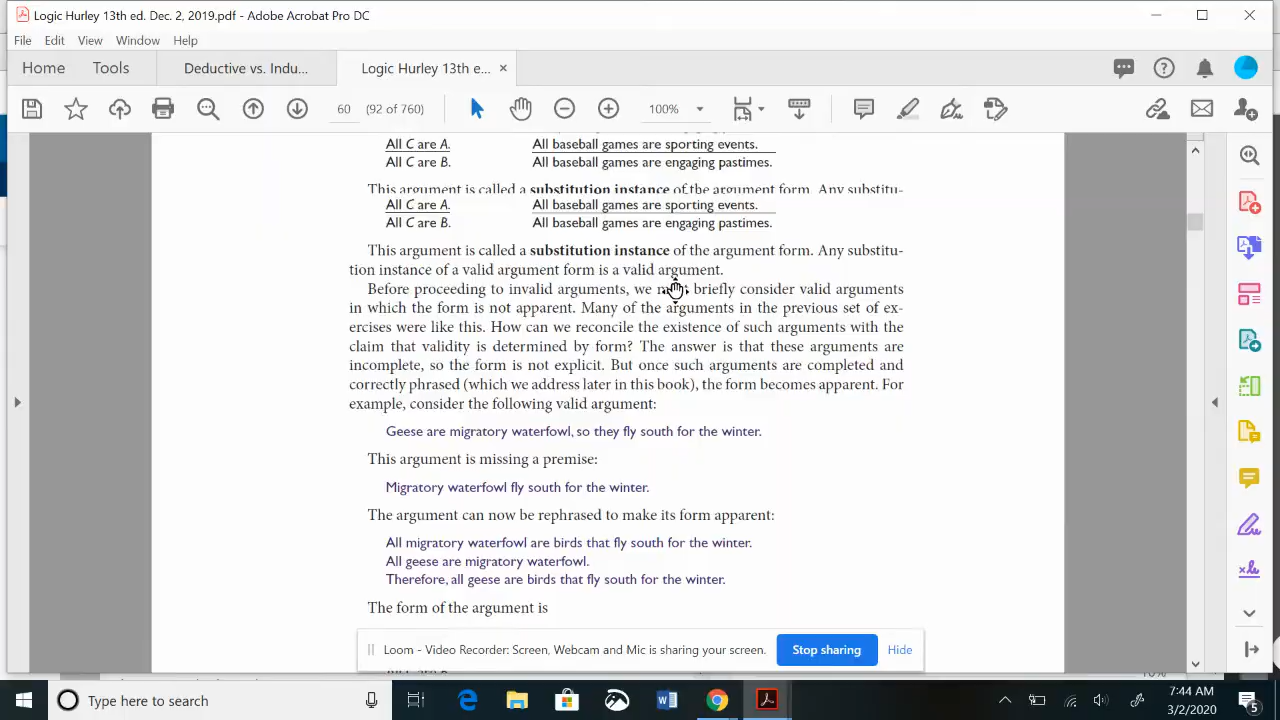 Logic Hurley 13th ed. Dec. 2, 2019.pdf - Adobe Acrobat Pro DC
File Edit View Window Help
Home Tools Deductive vs. Indu... Logic Hurley 13th e... ×
60 (92 of 760) 100%
All C are A. All baseball games are sporting events.
All C are B. All baseball games are engaging pastimes.
This argument is called a substitution instance of the argument form. Any substitu-
All C are A. All baseball games are sporting events.
All C are B. All baseball games are engaging pastimes.
This argument is called a substitution instance of the argument form. Any substitu-
tion instance of a valid argument form is a valid argument.
Before proceeding to invalid arguments, we must briefly consider valid arguments
in which the form is not apparent. Many of the arguments in the previous set of ex-
ercises were like this. How can we reconcile the existence of such arguments with the
claim that validity is determined by form? The answer is that these arguments are
incomplete, so the form is not explicit. But once such arguments are completed and
correctly phrased (which we address later in this book), the form becomes apparent. For
example, consider the following valid argument:
Geese are migratory waterfowl, so they fly south for the winter.
This argument is missing a premise:
Migratory waterfowl fly south for the winter.
The argument can now be rephrased to make its form apparent:
All migratory waterfowl are birds that fly south for the winter.
All geese are migratory waterfowl.
Therefore, all geese are birds that fly south for the winter.
The form of the argument is
Loom - Video Recorder: Screen, Webcam and Mic is sharing your screen. Stop sharing Hide
Type here to search
7:44 AM
3/2/2020
5